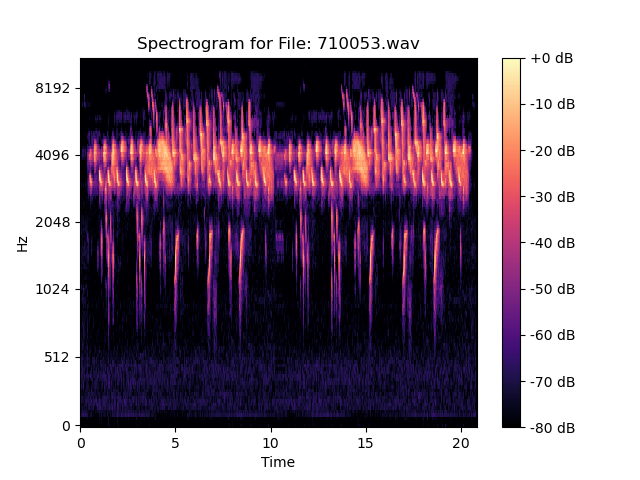 Spectrogram for File: 710053.wav
8192
4096
2048
1024
512
0
Hz
0 5 10 15 20
Time
+0 dB
-10 dB
-20 dB
-30 dB
-40 dB
-50 dB
-60 dB
-70 dB
-80 dB